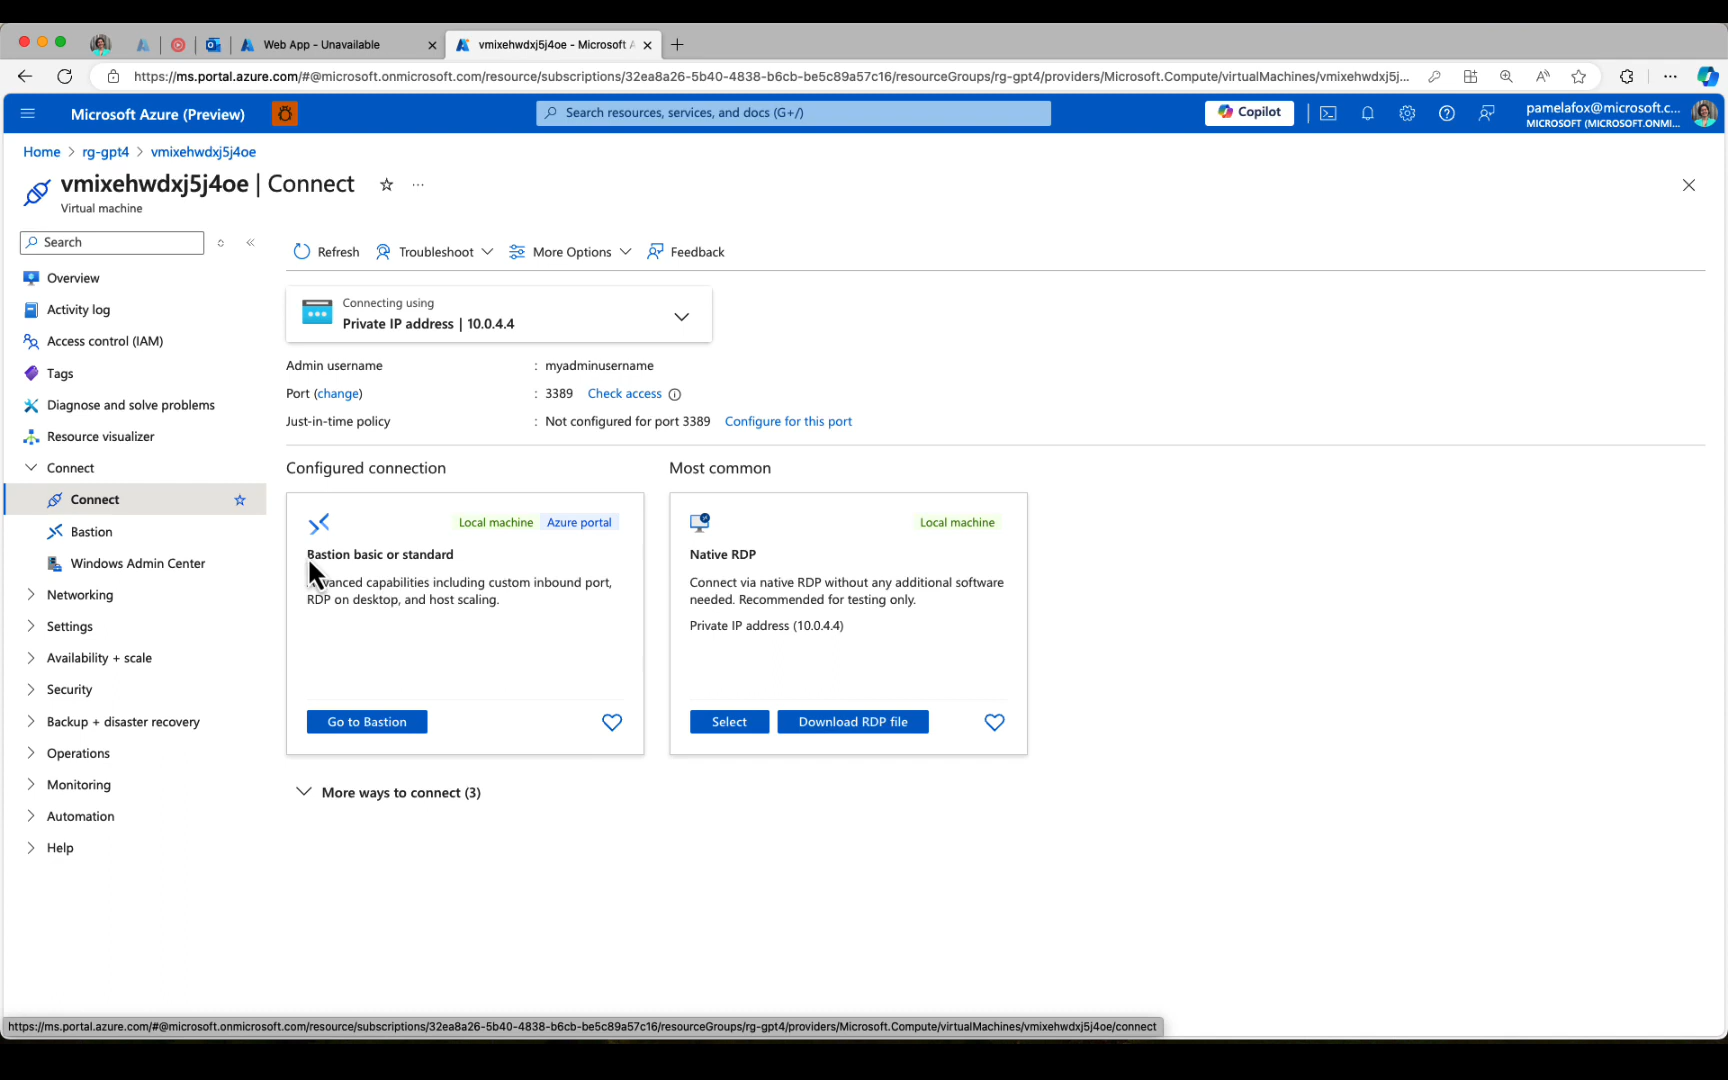 Web App - Unavailable
vmixehwdxj5j4oe - Microsoft A
https://ms.portal.azure.com/#@microsoft.onmicrosoft.com/resource/subscriptions/32ea8a26-5b40-4838-b6cb-be5c89a57c16/resourceGroups/rg-gpt4/providers/Microsoft.Compute/virtualMachines/vmixehwdxj5j...
Microsoft Azure (Preview)
Search resources, services, and docs (G+/)
Copilot
pamelafox@microsoft.c...
MICROSOFT (MICROSOFT.ONMI...
Home > rg-gpt4 > vmixehwdxj5j4oe
vmixehwdxj5j4oe | Connect
Virtual machine
Search
Overview
Activity log
Access control (IAM)
Tags
Diagnose and solve problems
Resource visualizer
Connect
Connect
Bastion
Windows Admin Center
Networking
Settings
Availability + scale
Security
Backup + disaster recovery
Operations
Monitoring
Automation
Help
Refresh
Troubleshoot
More Options
Feedback
Connecting using
Private IP address | 10.0.4.4
Admin username : myadminusername
Port (change) : 3389 Check access
Just-in-time policy : Not configured for port 3389 Configure for this port
Configured connection
Local machine Azure portal
Bastion basic or standard
vanced capabilities including custom inbound port,
RDP on desktop, and host scaling.
Go to Bastion
Most common
Local machine
Native RDP
Connect via native RDP without any additional software
needed. Recommended for testing only.
Private IP address (10.0.4.4)
Select
Download RDP file
More ways to connect (3)
https://ms.portal.azure.com/#@microsoft.onmicrosoft.com/resource/subscriptions/32ea8a26-5b40-4838-b6cb-be5c89a57c16/resourceGroups/rg-gpt4/providers/Microsoft.Compute/virtualMachines/vmixehwdxj5j4oe/connect